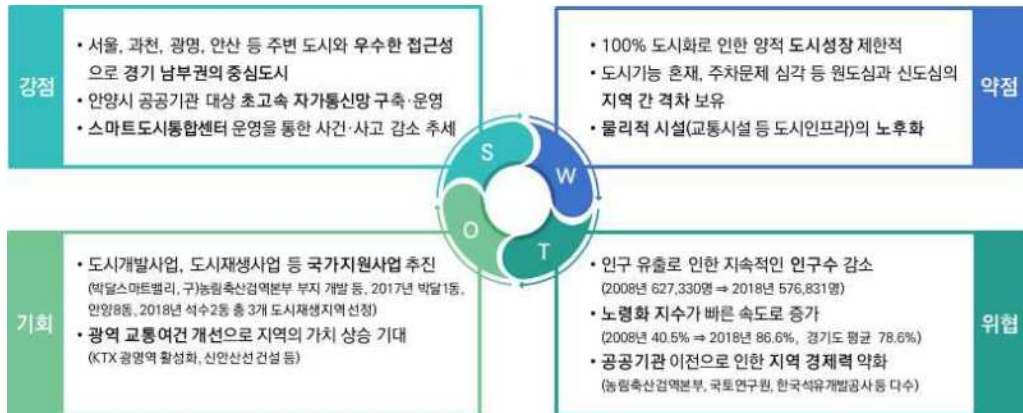 강점
• 서울, 과천, 광명, 안산 등 주변 도시와 우수한 접근성
으로 경기 남부권의 중심도시
• 안양시 공공기관 대상 초고속 자가통신망 구축·운영
• 스마트도시통합센터 운영을 통한 사건·사고 감소 추세
• 100% 도시화로 인한 양적 도시성장 제한적
• 도시기능 혼재, 주차문제 심각 등 원도심과 신도심의
지역 간 격차 보유
• 물리적 시설(교통시설 등 도시인프라)의 노후화
약점
S
W
O
T
기회
• 도시개발사업, 도시재생사업 등 국가지원사업 추진
(박달스마트밸리, 구)농림축산검역본부 부지 개발 등, 2017년 박달1동,
안양8동, 2018년 석수2동 총 3개 도시재생지역 선정)
• 광역 교통여건 개선으로 지역의 가치 상승 기대
(KTX 광명역 활성화, 신안산선 건설 등)
• 인구 유출로 인한 지속적인 인구수 감소
(2008년 627,330명 ⇒ 2018년 576,831명)
• 노령화 지수가 빠른 속도로 증가
(2008년 40.5% ⇒ 2018년 86.6%, 경기도 평균 78.6%)
• 공공기관 이전으로 인한 지역 경제력 약화
(농림축산검역본부, 국토연구원, 한국석유개발공사 등 다수)
위협